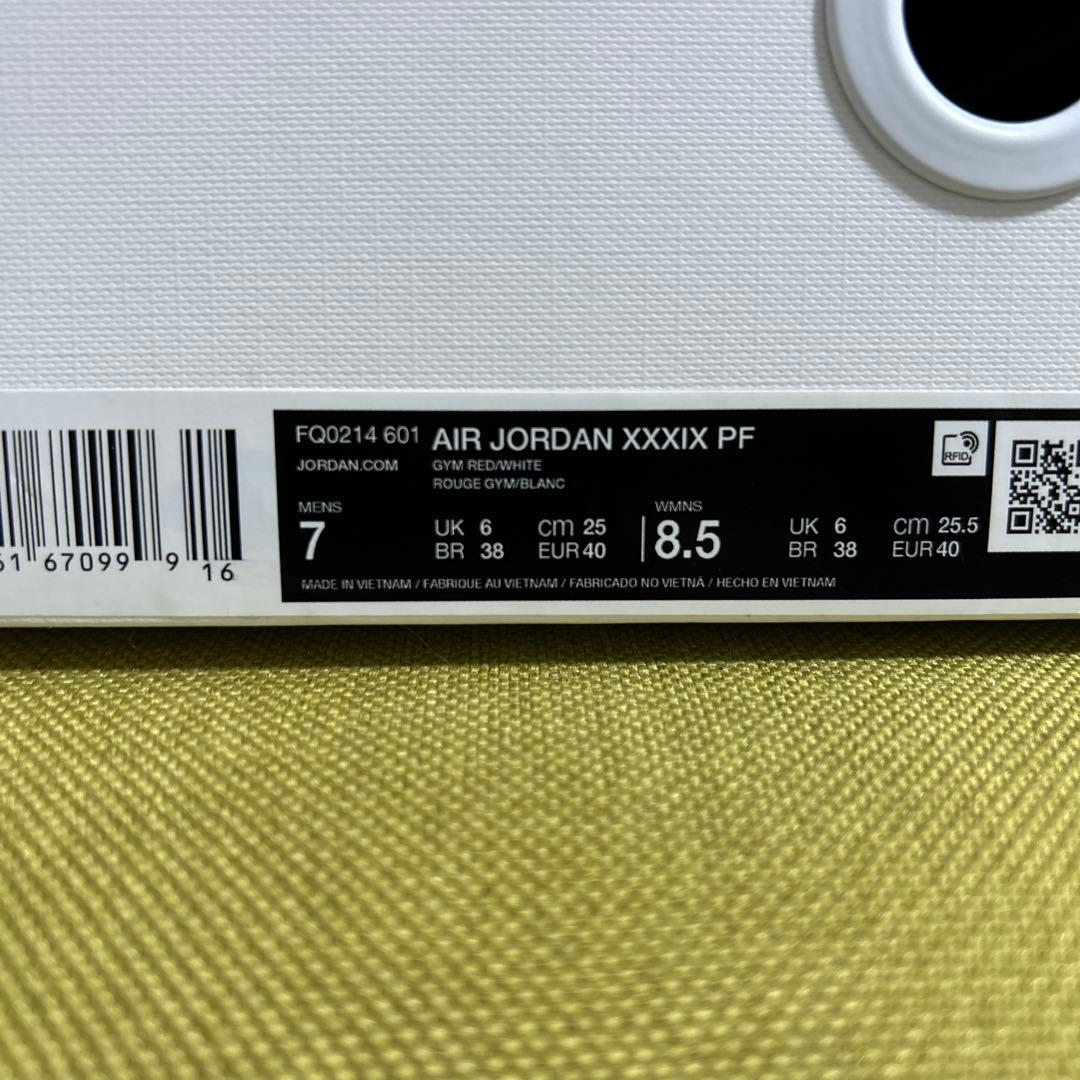 FQ0214 601 AIR JORDAN XXXIX PF
JORDAN.COM GYM RED/WHITE
ROUGE GYM/BLANC
RFID
MENS
7
UK 6 cm 25
BR 38 EUR 40
WMNS
8.5
UK 6 cm 25.5
BR 38 EUR 40
MADE IN VIETNAM / FABRIQUE AU VIETNAM / FABRICADO NO VIETNÃ / HECHO EN VIETNAM
67099 9 16